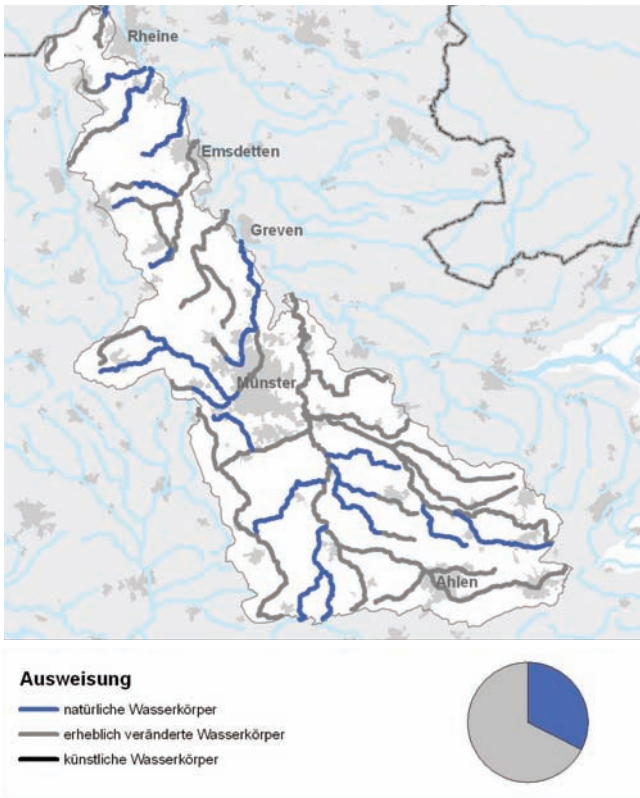 Rheine
Emsdetten
Greven
Münster
Ahlen
Ausweisung
natürliche Wasserkörper
erheblich veränderte Wasserkörper
künstliche Wasserkörper